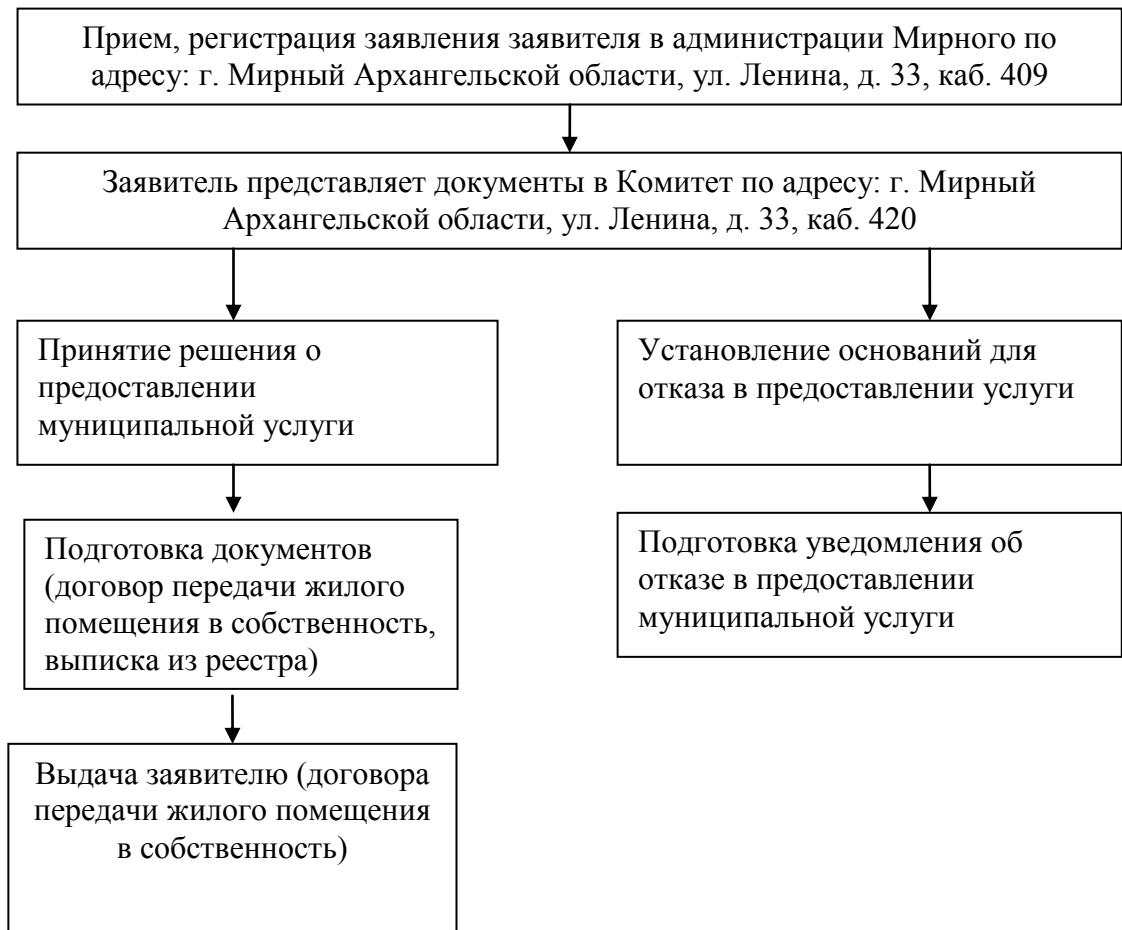 Прием, регистрация заявления заявителя в администрации Мирного по
адресу: г. Мирный Архангельской области, ул. Ленина, д. 33, каб. 409
Заявитель представляет документы в Комитет по адресу: г. Мирный
Архангельской области, ул. Ленина, д. 33, каб. 420
Принятие решения о
предоставлении
муниципальной услуги
Установление оснований для
отказа в предоставлении услуги
Подготовка документов
(договор передачи жилого
помещения в собственность,
выписка из реестра)
Подготовка уведомления об
отказе в предоставлении
муниципальной услуги
Выдача заявителю (договора
передачи жилого помещения
в собственность)